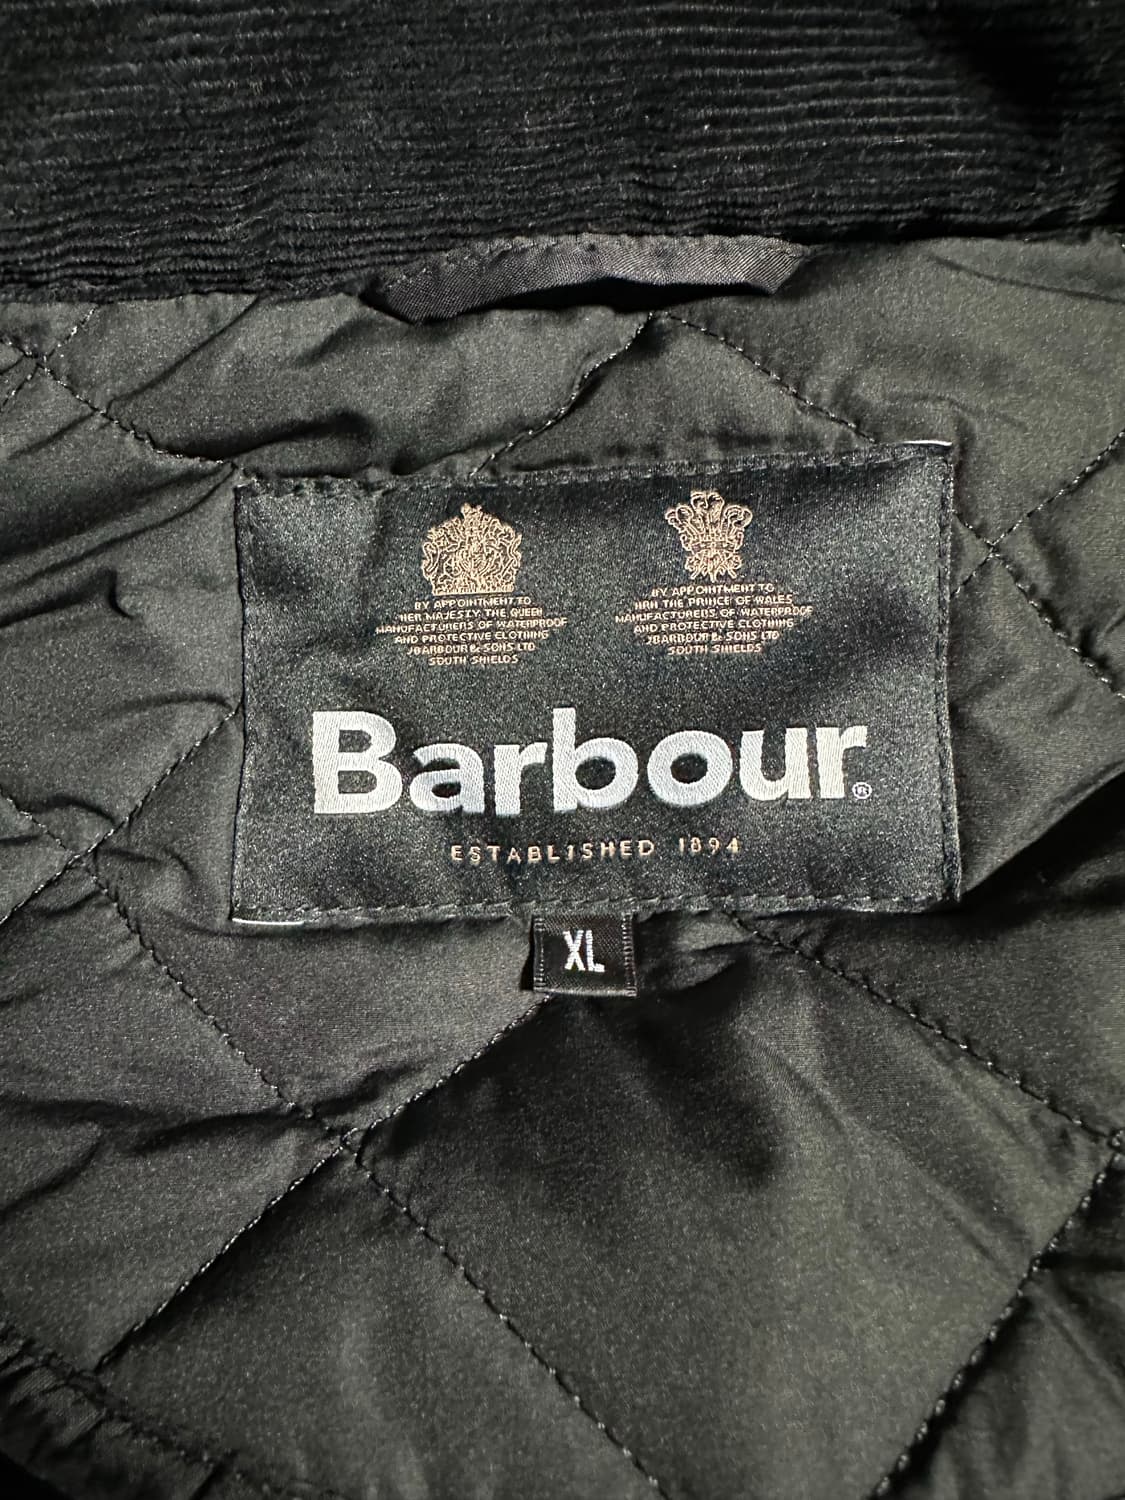 BY APPOINTMENT TO
HER MAJESTY THE QUEEN
MANUFACTURERS OF WATERPROOF
AND PROTECTIVE CLOTHING
J BARBOUR & SONS LTD
SOUTH SHIELDS
BY APPOINTMENT TO
HRH THE PRINCE OF WALES
MANUFACTURERS OF WATERPROOF
AND PROTECTIVE CLOTHING
J BARBOUR & SONS LTD
SOUTH SHIELDS
Barbour®
ESTABLISHED 1894
XL